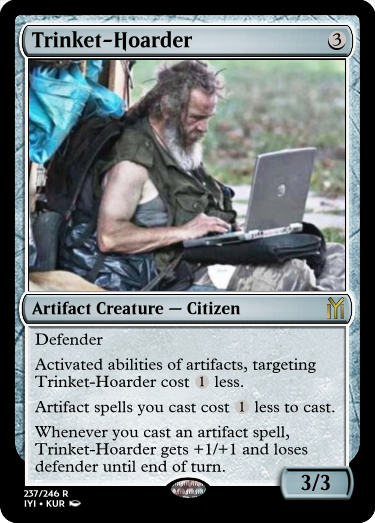 Trinket-Hoarder 3
Artifact Creature — Citizen
Defender
Activated abilities of artifacts, targeting
Trinket-Hoarder cost 1 less.
Artifact spells you cast cost 1 less to cast.
Whenever you cast an artifact spell,
Trinket-Hoarder gets +1/+1 and loses
defender until end of turn.
3/3
237/246 R
IYI • KUR